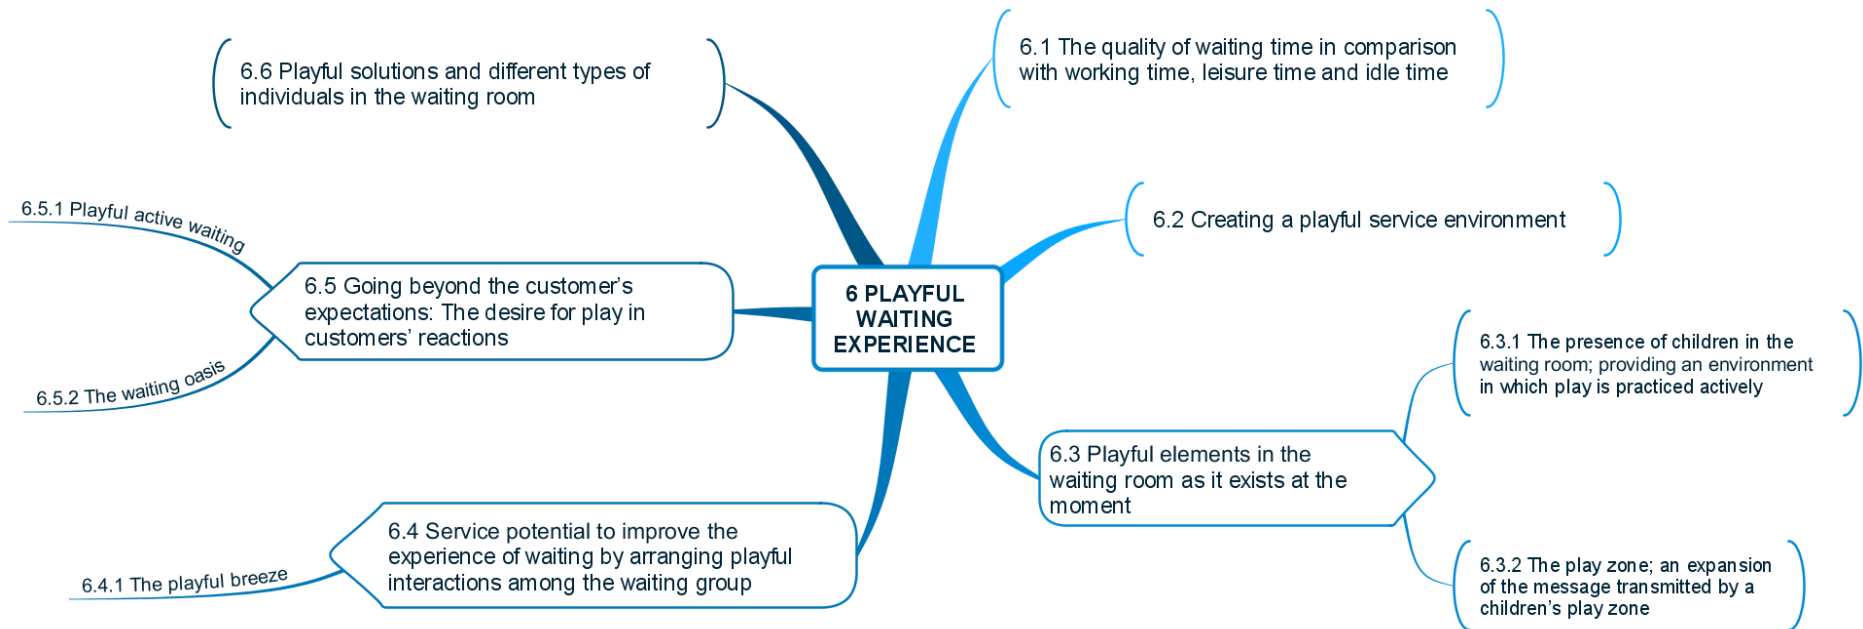 6 PLAYFUL
WAITING
EXPERIENCE
6.1 The quality of waiting time in comparison
with working time, leisure time and idle time
6.2 Creating a playful service environment
6.3 Playful elements in the
waiting room as it exists at the
moment
6.3.1 The presence of children in the
waiting room; providing an environment
in which play is practiced actively
6.3.2 The play zone; an expansion
of the message transmitted by a
children’s play zone
6.4 Service potential to improve the
experience of waiting by arranging playful
interactions among the waiting group
6.4.1 The playful breeze
6.5 Going beyond the customer’s
expectations: The desire for play in
customers’ reactions
6.5.1 Playful active waiting
6.5.2 The waiting oasis
6.6 Playful solutions and different types of
individuals in the waiting room